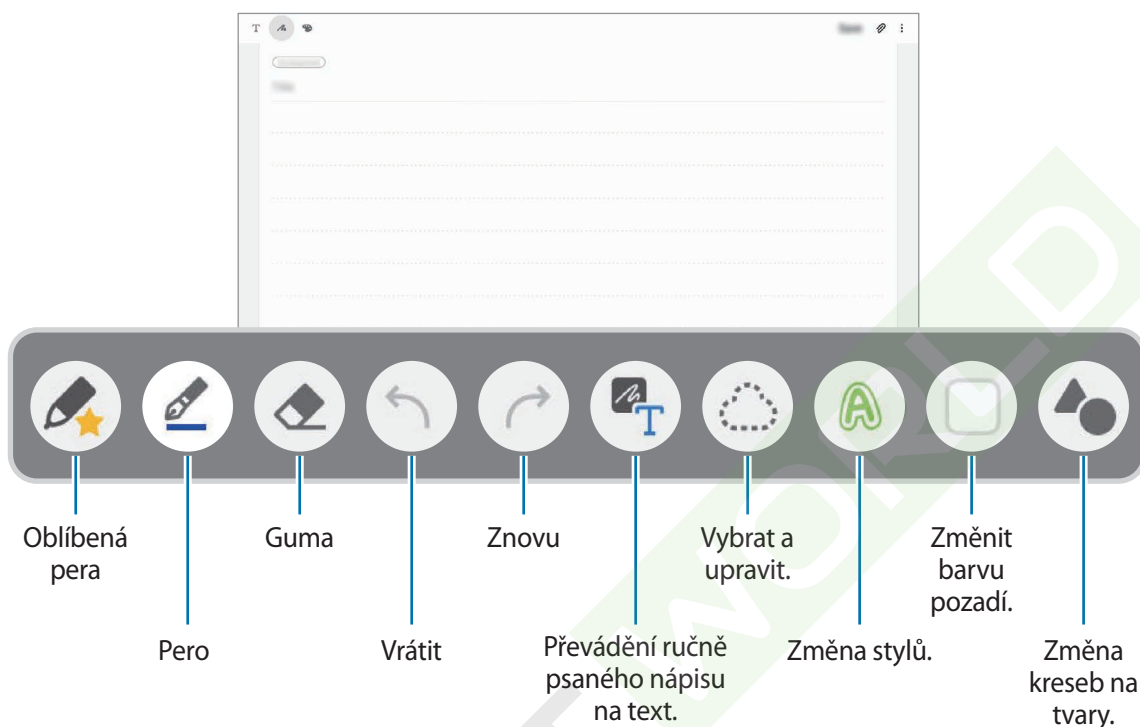 T
Oblíbená
pera
Guma
Znovu
Vybrat a
upravit.
Změnit
barvu
pozadí.
Pero
Vrátit
Převádění ručně
psaného nápisu
na text.
Změna stylů.
Změna
kreseb na
tvary.